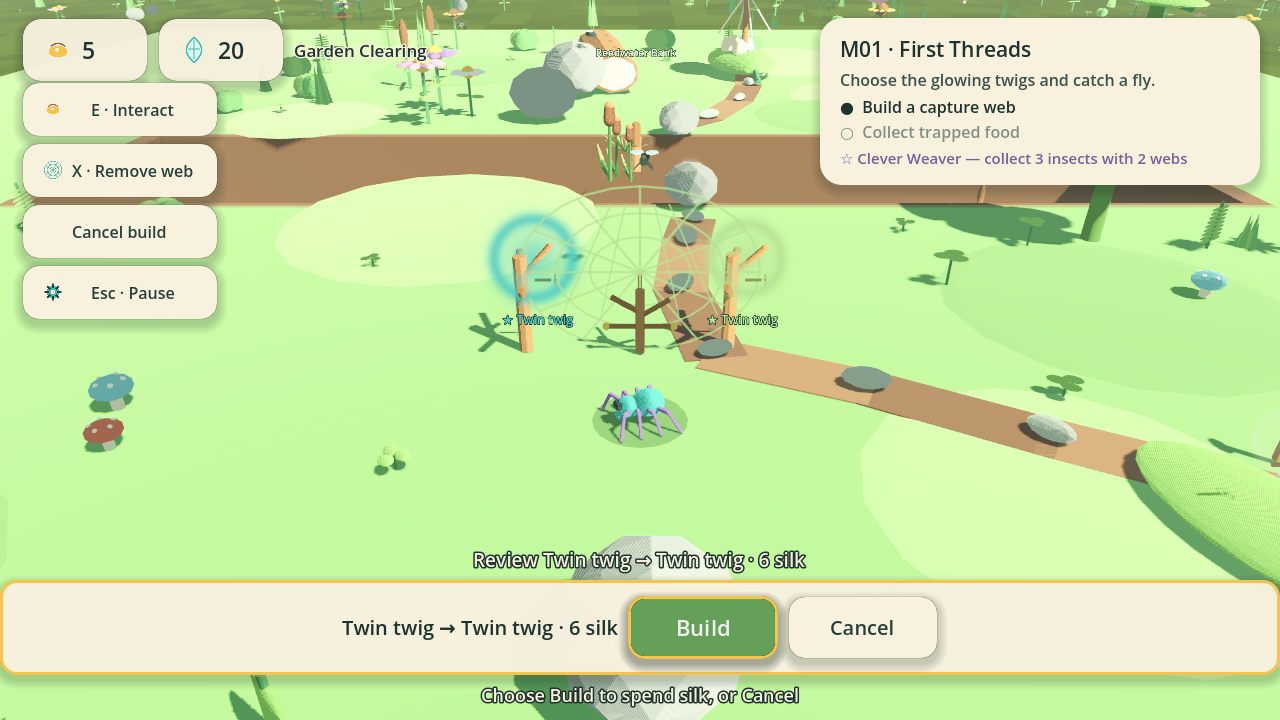 5
20
Garden Clearing
E · Interact
X · Remove web
Cancel build
Esc · Pause
Reedwater Bank
M01 · First Threads
Choose the glowing twigs and catch a fly.
● Build a capture web
○ Collect trapped food
☆ Clever Weaver — collect 3 insects with 2 webs
★ Twin twig
★ Twin twig
Review Twin twig → Twin twig · 6 silk
Twin twig → Twin twig · 6 silk
Build
Cancel
Choose Build to spend silk, or Cancel